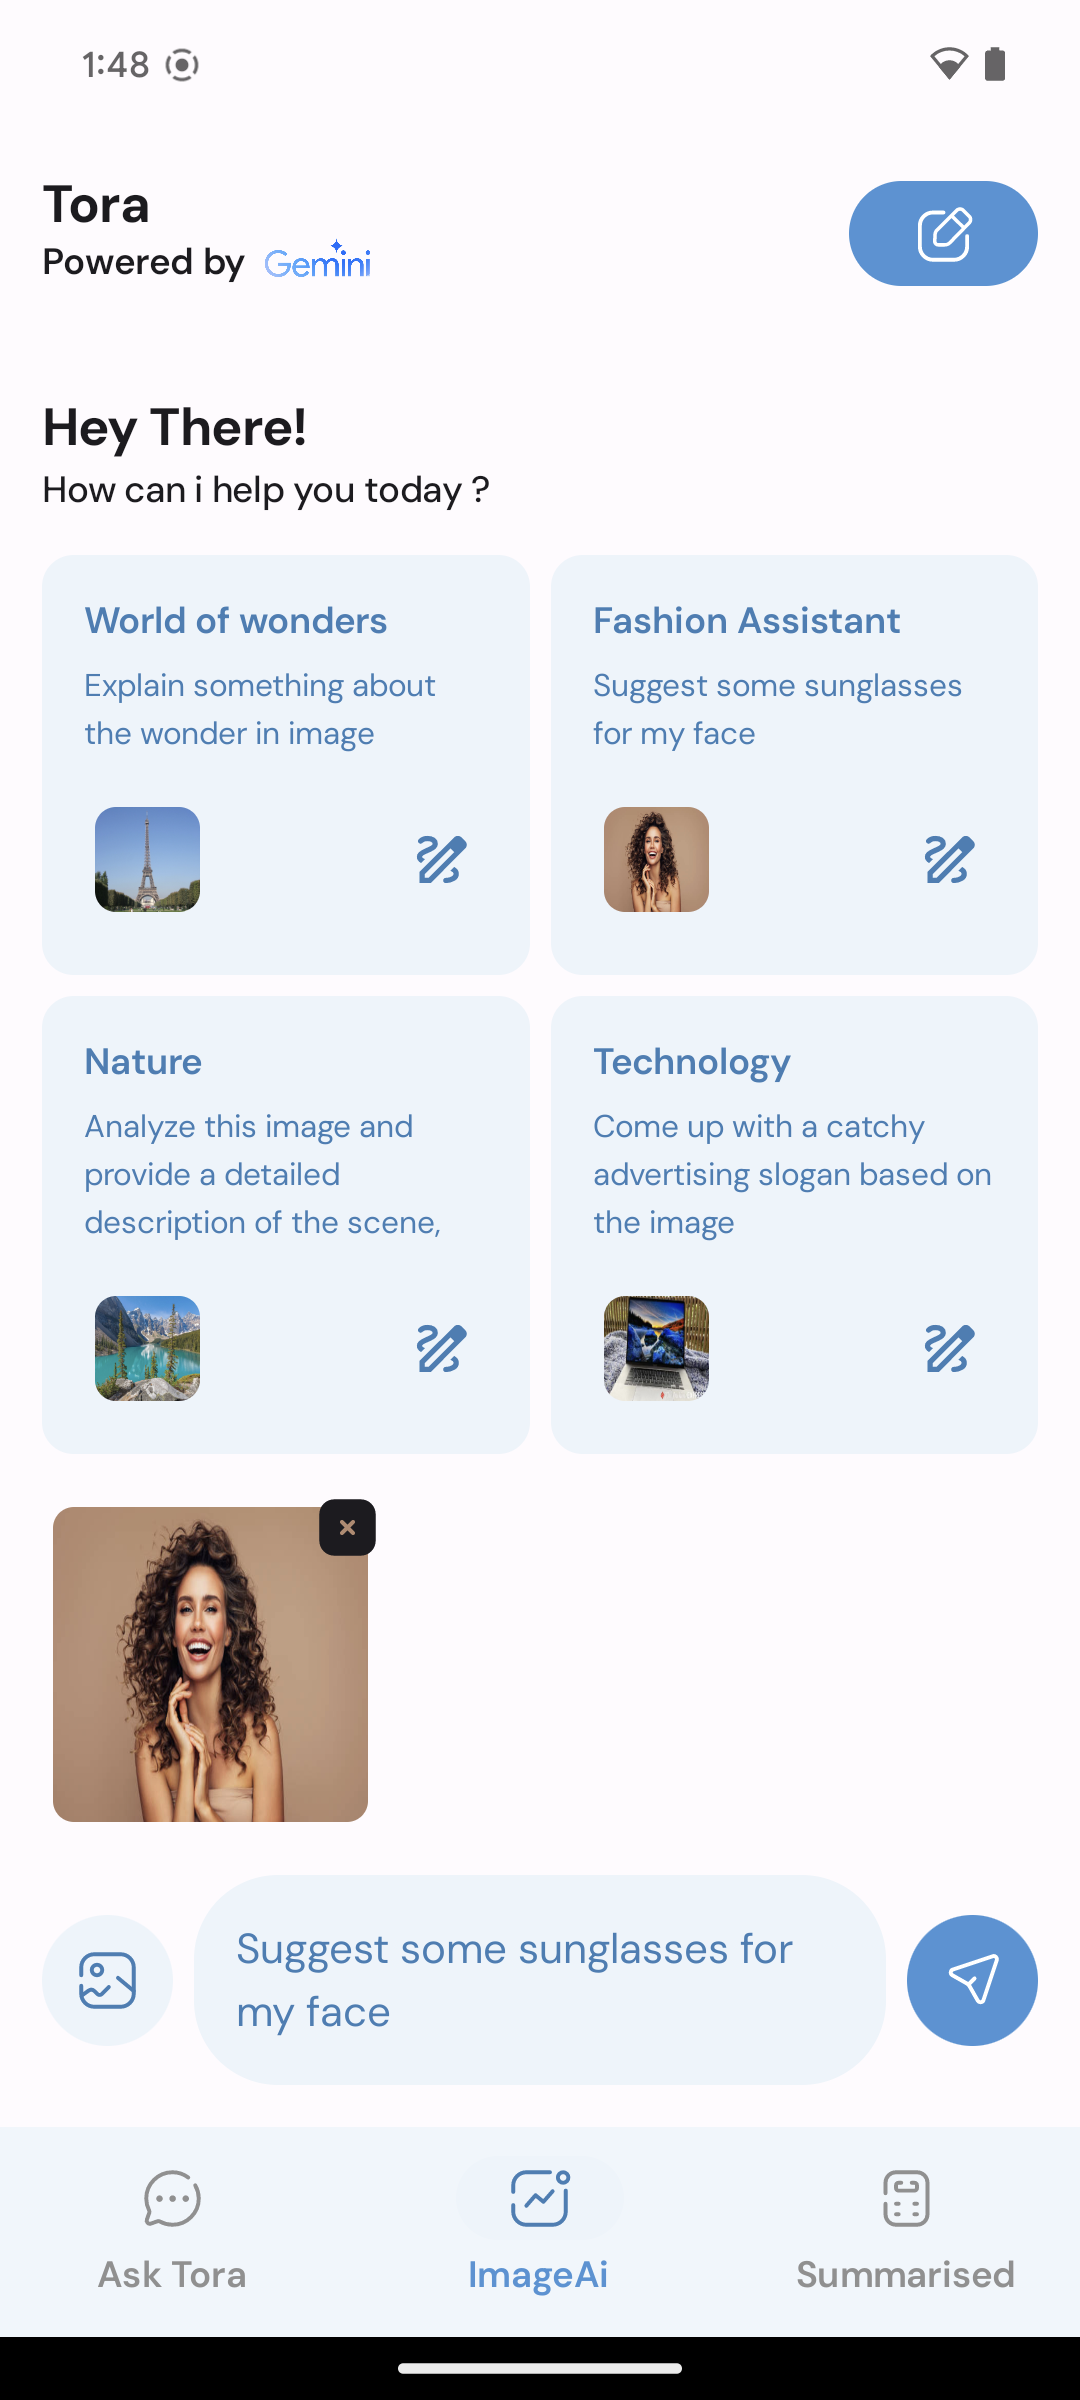 1:48
Tora
Powered by Gemini
Hey There!
How can i help you today ?
World of wonders
Explain something about
the wonder in image
Fashion Assistant
Suggest some sunglasses
for my face
Nature
Analyze this image and
provide a detailed
description of the scene,
Technology
Come up with a catchy
advertising slogan based on
the image
Suggest some sunglasses for
my face
Ask Tora
ImageAi
Summarised